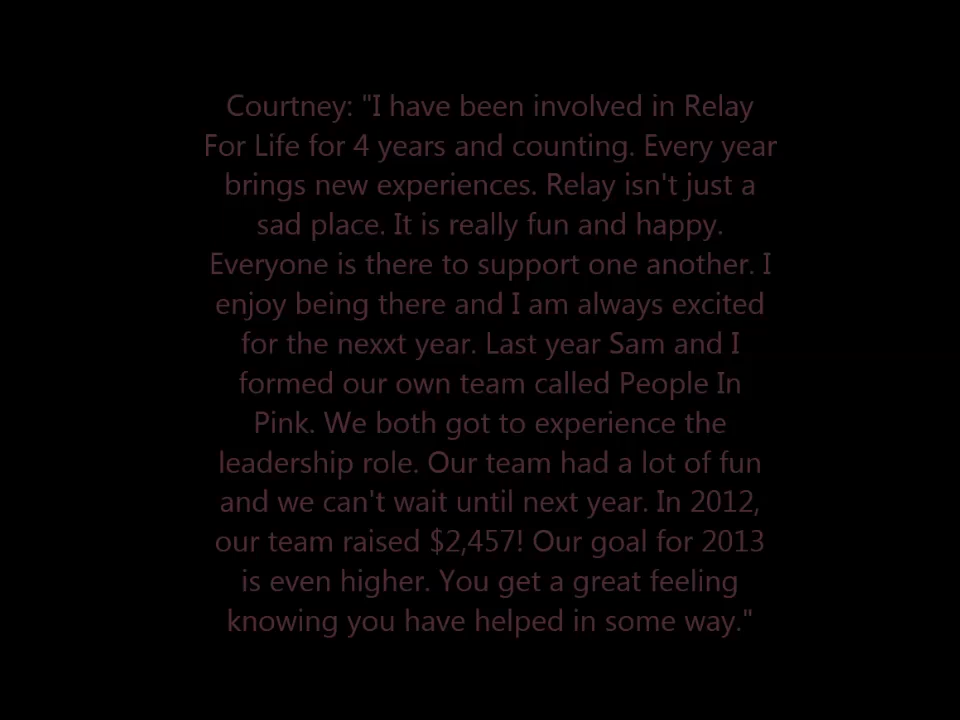 Courtney: "I have been involved in Relay
For Life for 4 years and counting. Every year
brings new experiences. Relay isn't just a
sad place. It is really fun and happy.
Everyone is there to support one another. I
enjoy being there and I am always excited
for the nexxt year. Last year Sam and I
formed our own team called People In
Pink. We both got to experience the
leadership role. Our team had a lot of fun
and we can't wait until next year. In 2012,
our team raised $2,457! Our goal for 2013
is even higher. You get a great feeling
knowing you have helped in some way."